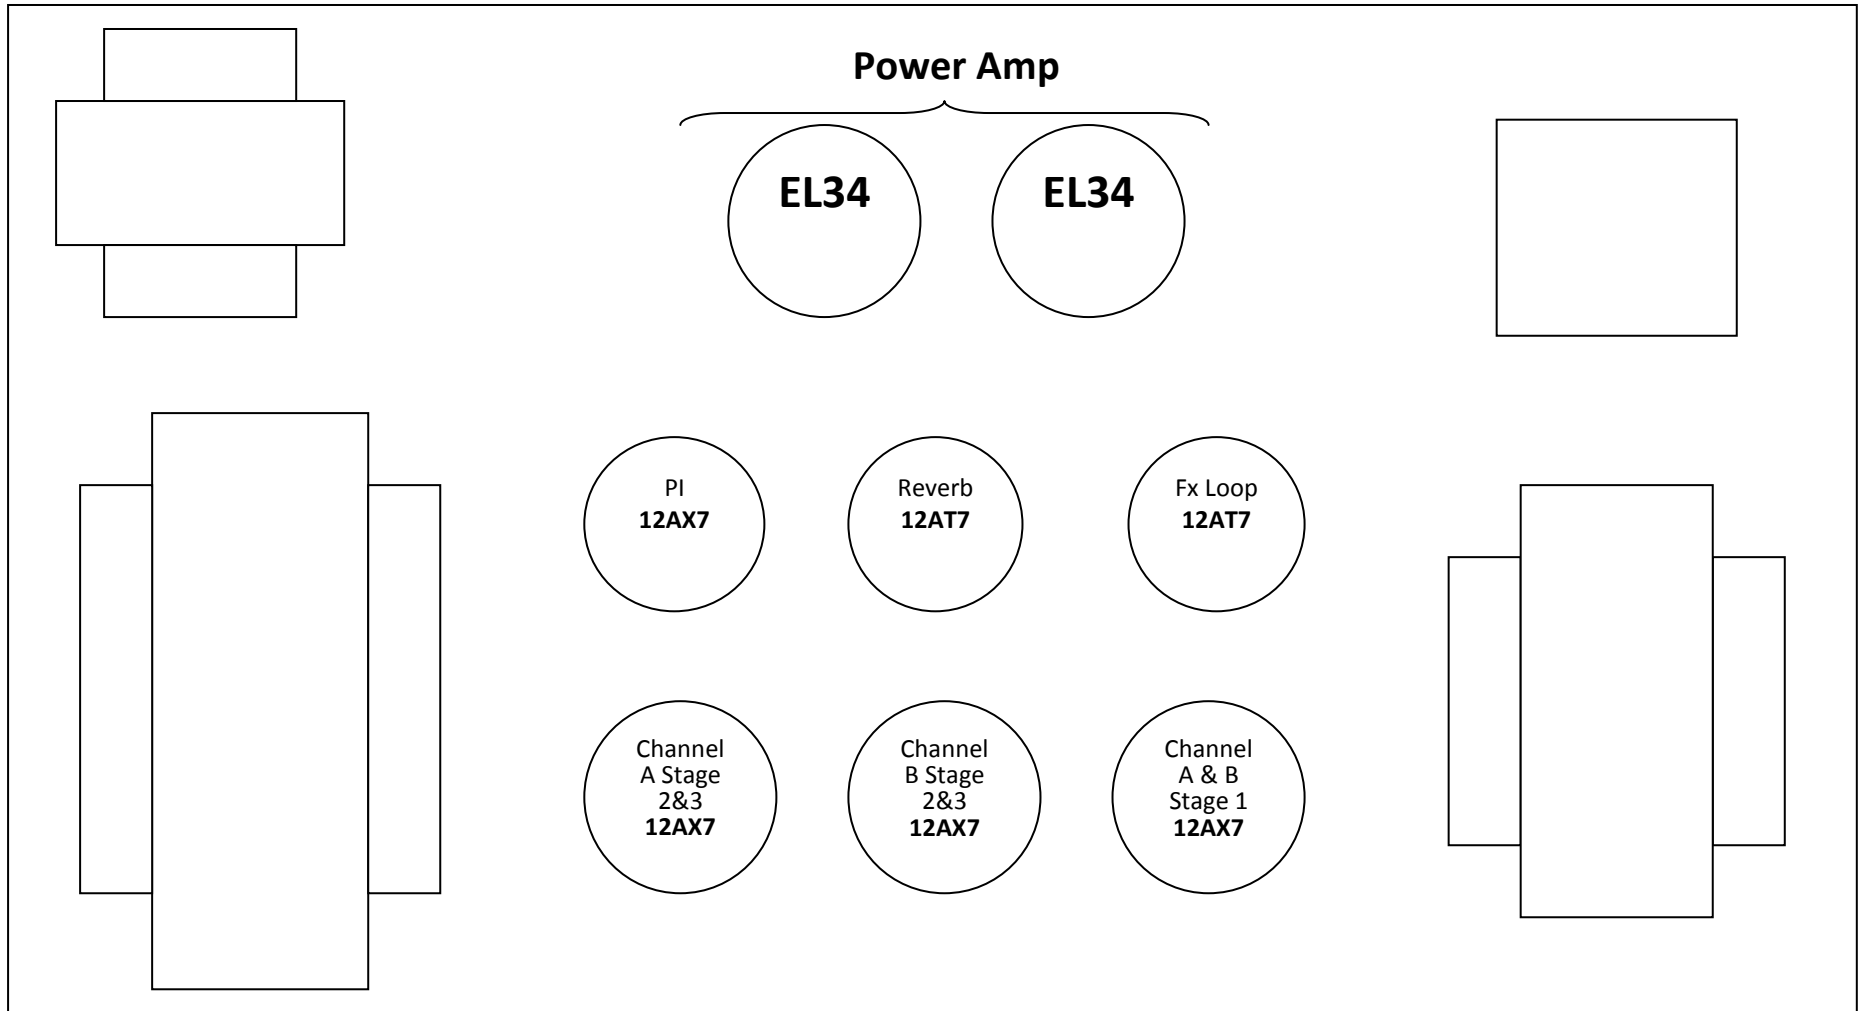 Power Amp
EL34
EL34
PI
12AX7
Reverb
12AT7
Fx Loop
12AT7
Channel
A Stage
2&3
12AX7
Channel
B Stage
2&3
12AX7
Channel
A & B
Stage 1
12AX7